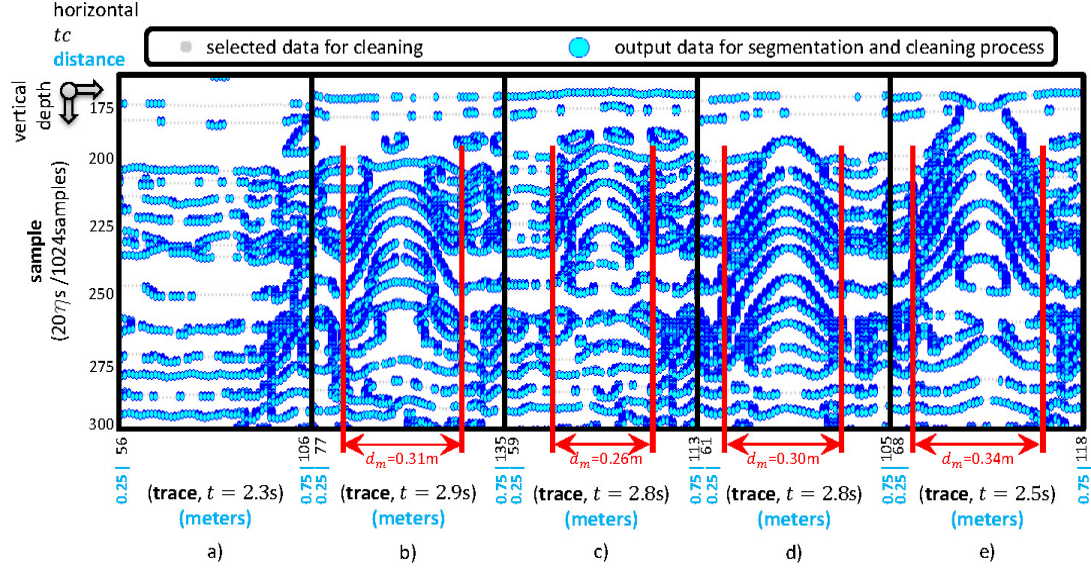 horizontal
tc
distance
selected data for cleaning
output data for segmentation and cleaning process
vertical
depth
sample
(20ηs /1024samples)
175
200
225
250
275
300
56
106
77
135
59
113
61
105
68
118
d_m=0.31m
d_m=0.26m
d_m=0.30m
d_m=0.34m
0.25
0.75
0.25
0.75
0.25
0.75
0.25
0.75
0.25
0.75
(trace, t = 2.3s)
(trace, t = 2.9s)
(trace, t = 2.8s)
(trace, t = 2.8s)
(trace, t = 2.5s)
(meters)
(meters)
(meters)
(meters)
(meters)
a)
b)
c)
d)
e)